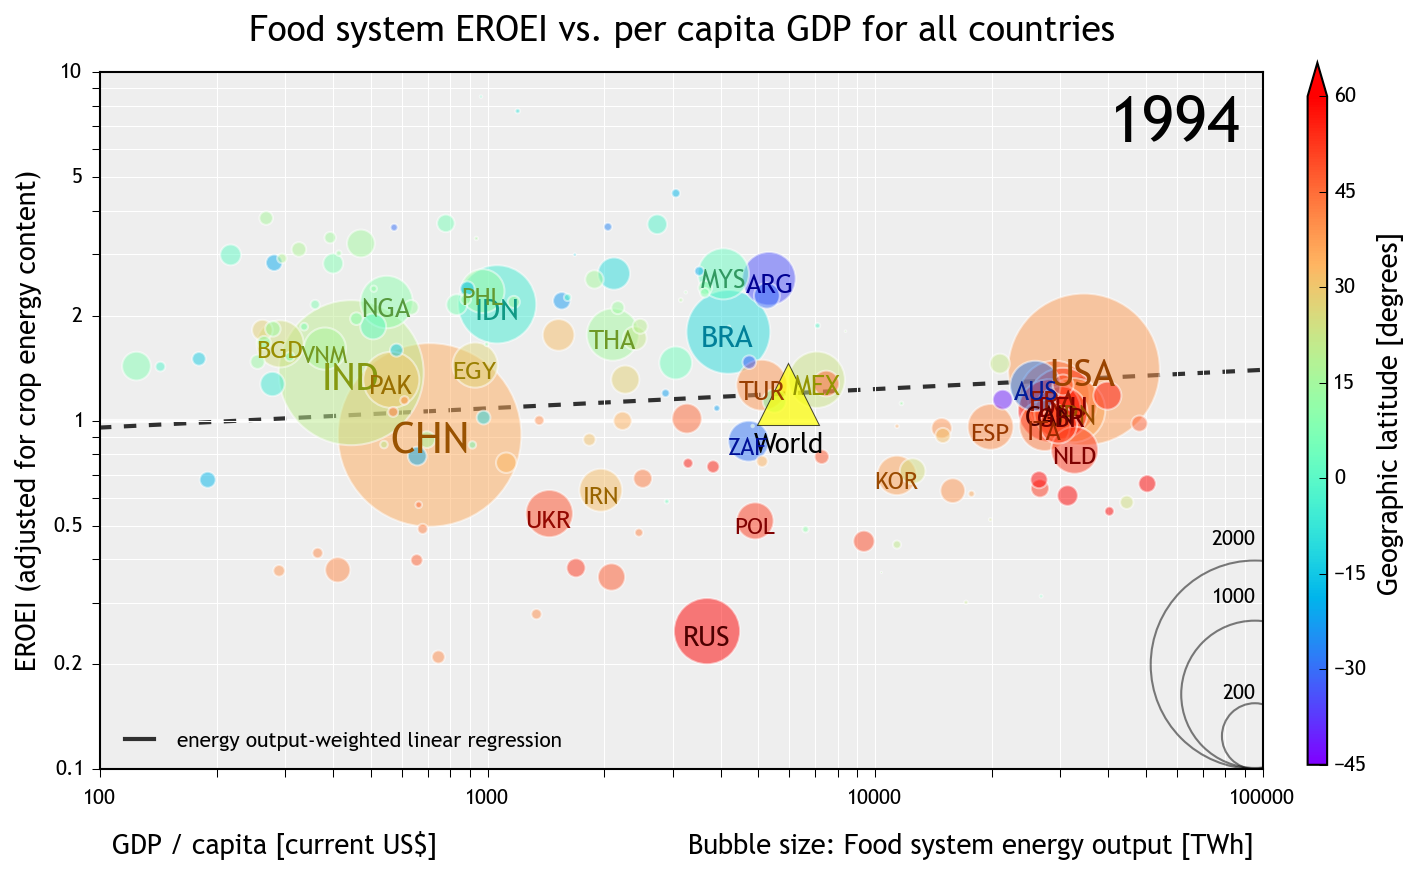 Food system EROEI vs. per capita GDP for all countries
1994
EROEI (adjusted for crop energy content)
10
5
2
1
0.5
0.2
0.1
100
1000
10000
100000
GDP / capita [current US$]
Bubble size: Food system energy output [TWh]
energy output-weighted linear regression
MYS
ARG
PHL
IDN
NGA
BRA
THA
BGD
VNM
IND
PAK
EGY
TUR
MEX
USA
AUS
CHN
ZAF
World
ESP
ITA
GBR
NLD
KOR
IRN
UKR
POL
RUS
2000
1000
200
60
45
30
15
0
−15
−30
−45
Geographic latitude [degrees]